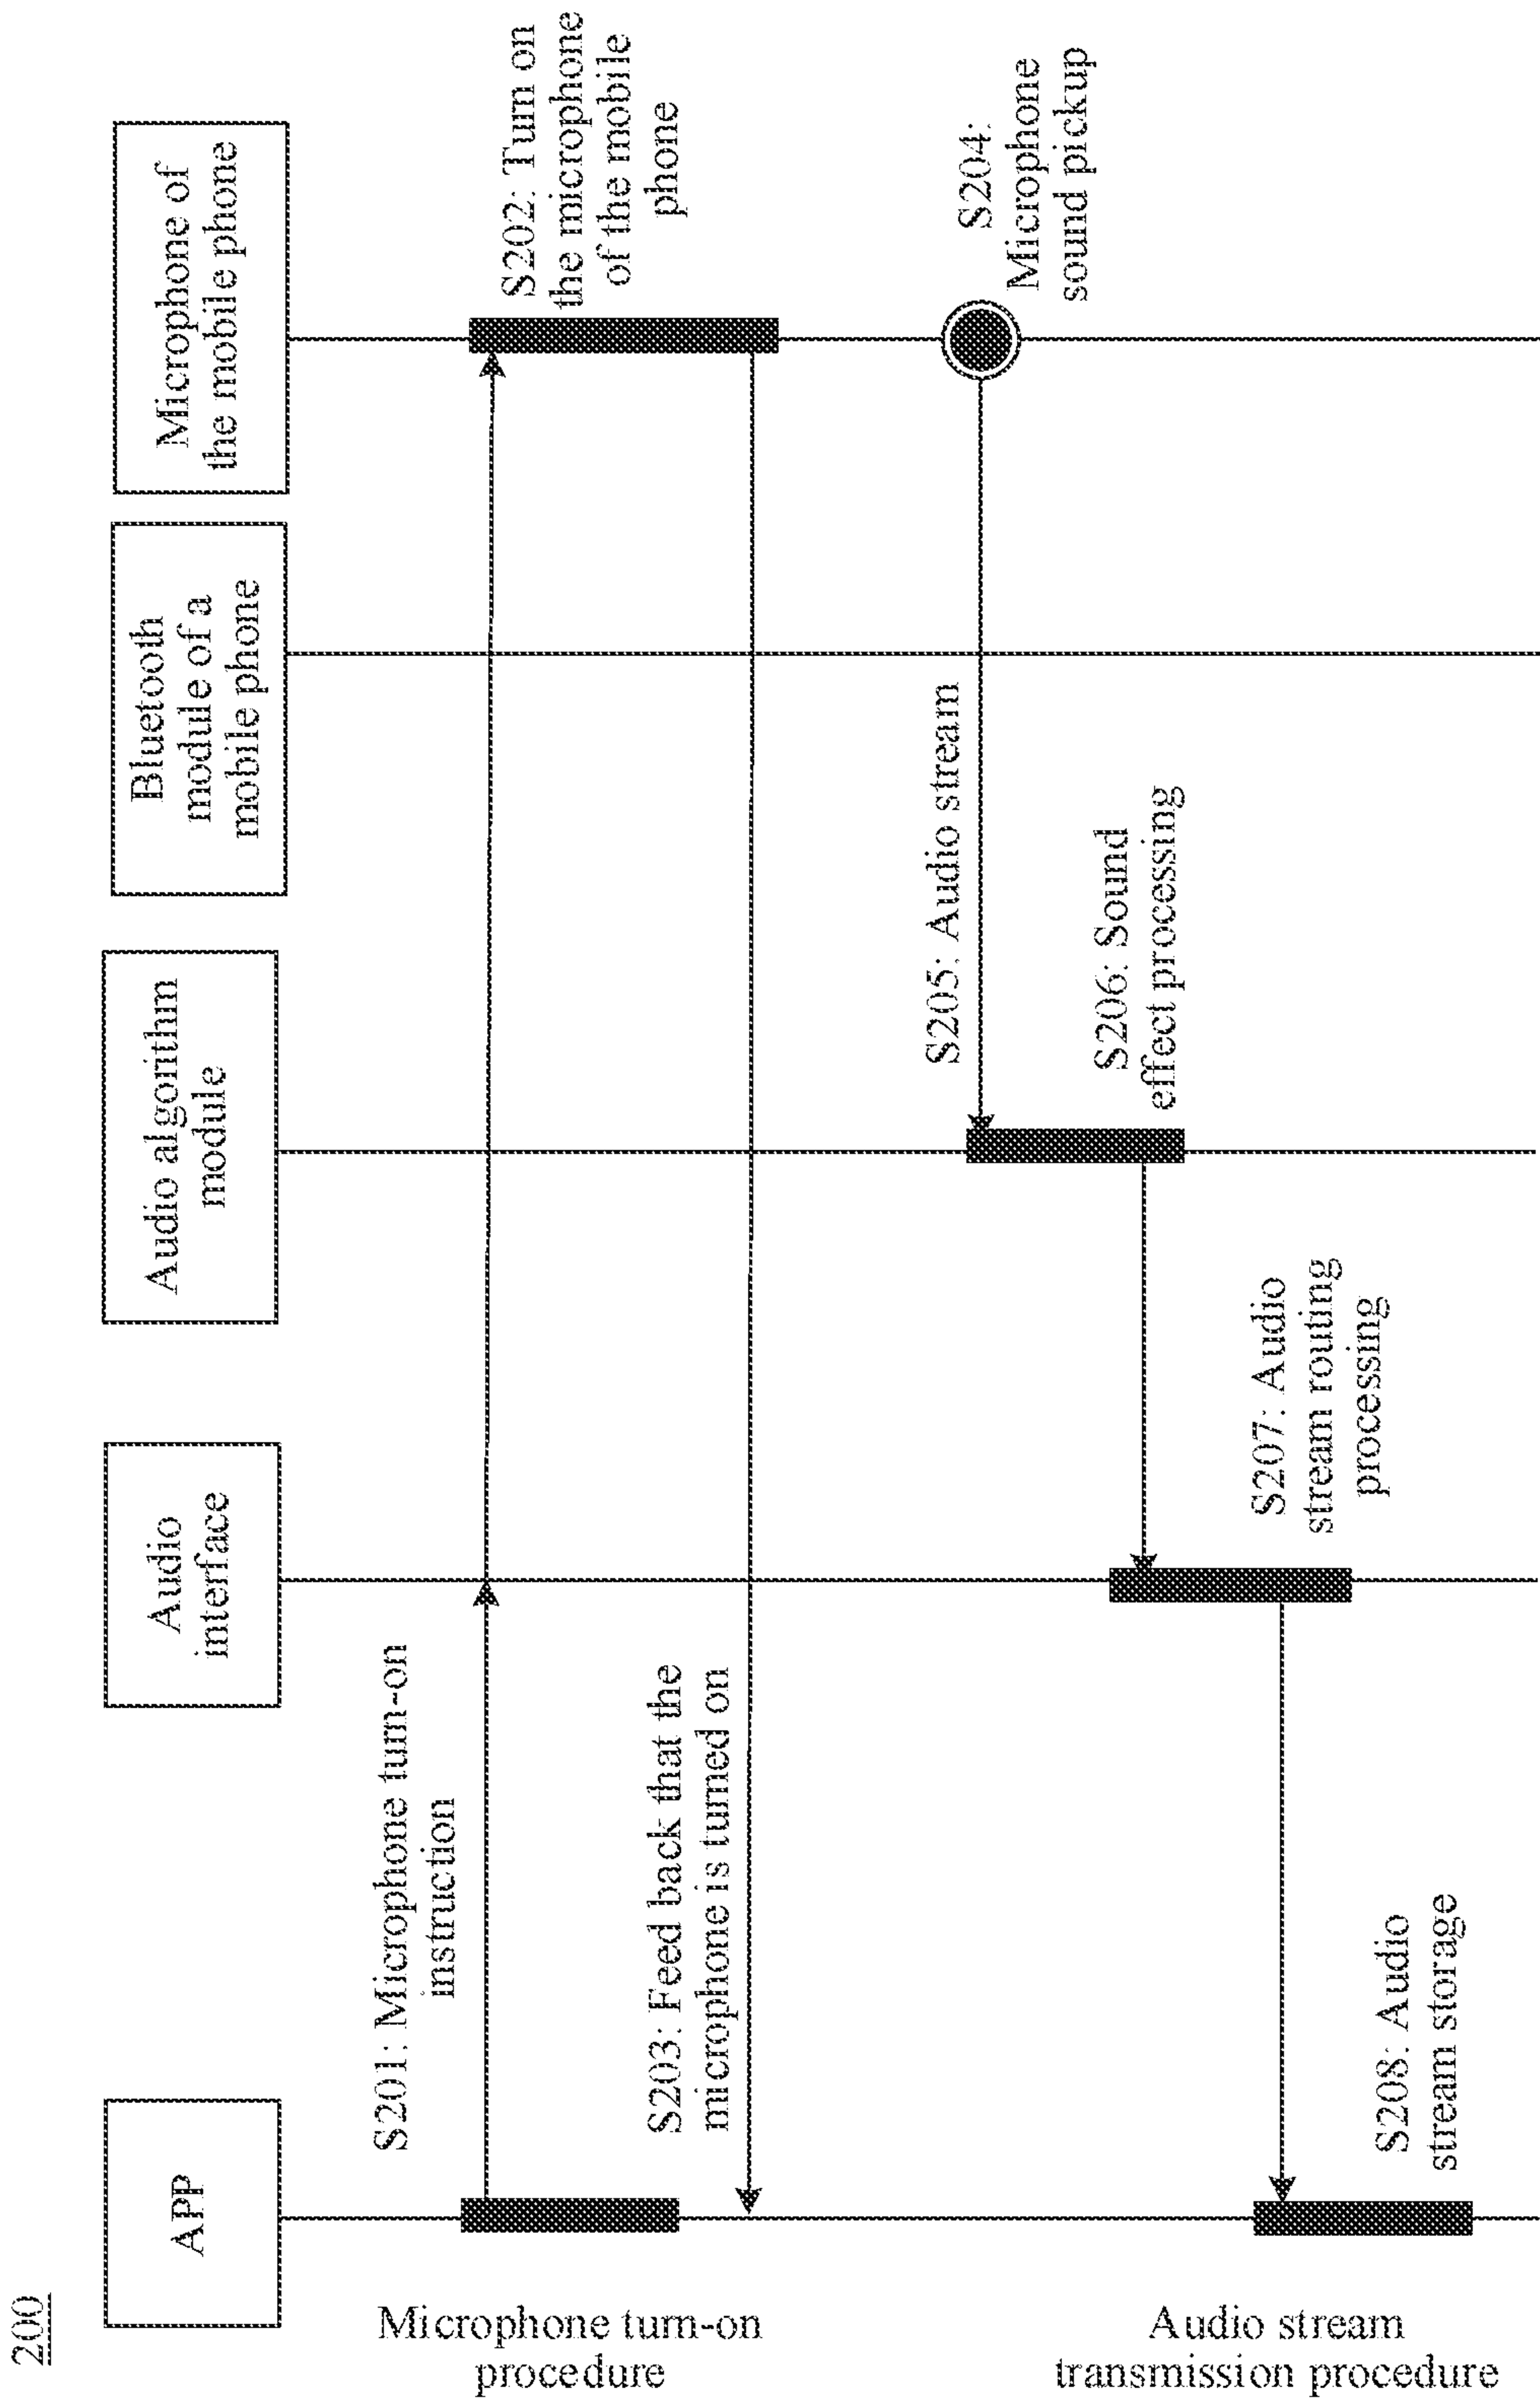 200
APP
Audio
interface
Audio algorithm
module
Bluetooth
module of a
mobile phone
Microphone of
the mobile phone
Microphone turn-on
procedure
S201: Microphone turn-on
instruction
S202: Turn on
the microphone
of the mobile
phone
S203: Feed back that the
microphone is turned on
Audio stream
transmission procedure
S204:
Microphone
sound pickup
S205: Audio stream
S206: Sound
effect processing
S207: Audio
stream routing
processing
S208: Audio
stream storage